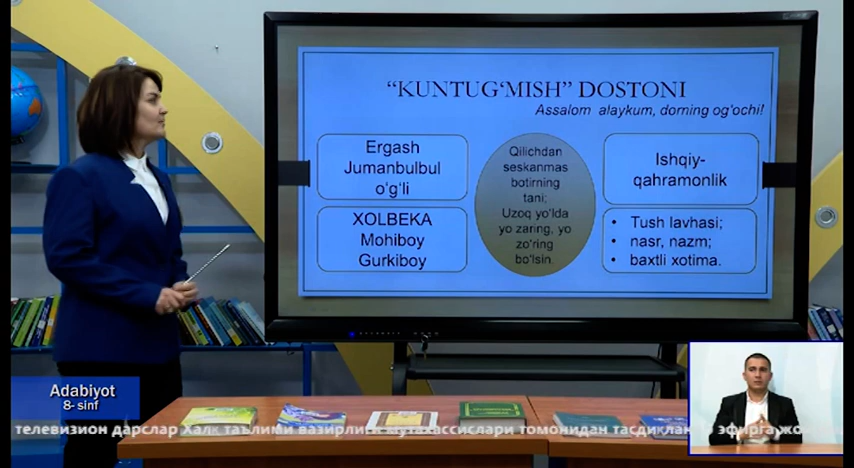 “KUNTUG‘MISH” DOSTONI
Assalom alaykum, dorning og‘ochi!
Ergash
Jumanbulbul
o‘g‘li
XOLBEKA
Mohiboy
Gurkiboy
Qilichdan
seskanmas
botirning
tani;
Uzoq yo‘lda
yo zaring, yo
zo‘ring
bo‘lsin.
Ishqiy-
qahramonlik
• Tush lavhasi;
• nasr, nazm;
• baxtli xotima.
Adabiyot
8- sinf
телевизион дарслар Халқ таълими вазирлиги мутахассислари томонидан тасдиқлан
эфирга